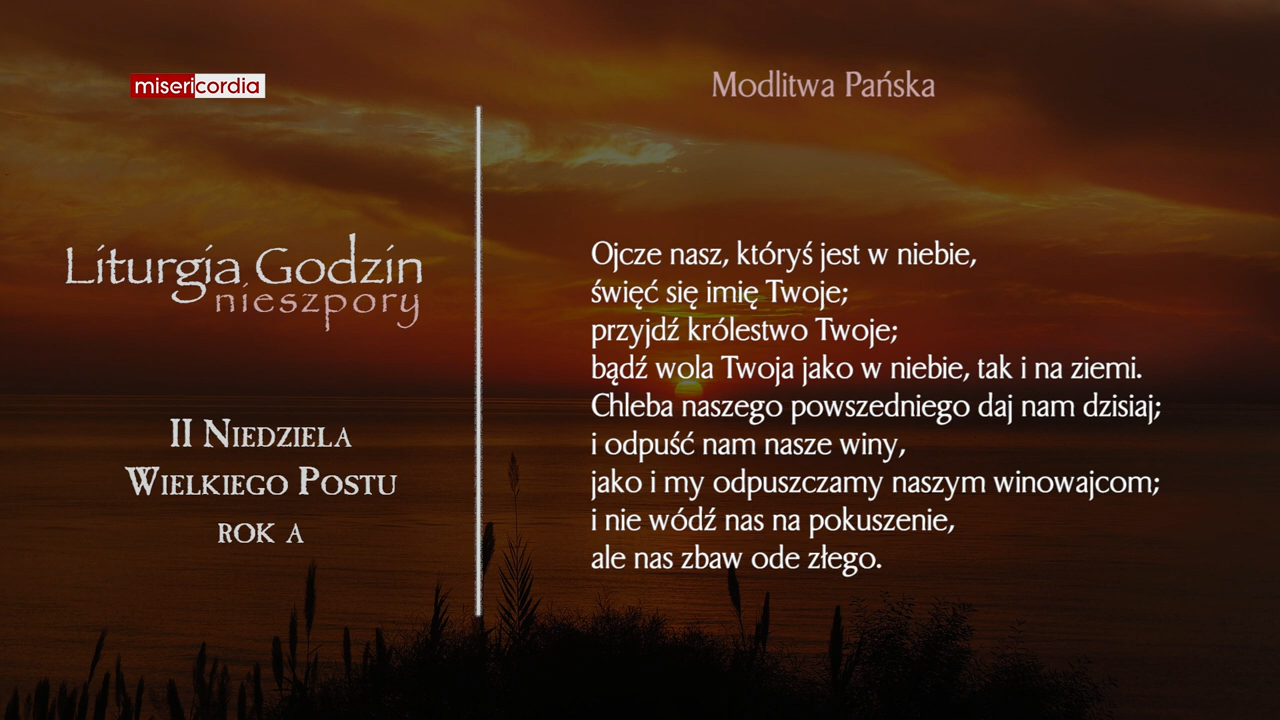 misericordia
Liturgia Godzin
nieszpory
II Niedziela
Wielkiego Postu
rok A
Modlitwa Pańska
Ojcze nasz, któryś jest w niebie,
święć się imię Twoje;
przyjdź królestwo Twoje;
bądź wola Twoja jako w niebie, tak i na ziemi.
Chleba naszego powszedniego daj nam dzisiaj;
i odpuść nam nasze winy,
jako i my odpuszczamy naszym winowajcom;
i nie wódź nas na pokuszenie,
ale nas zbaw ode złego.